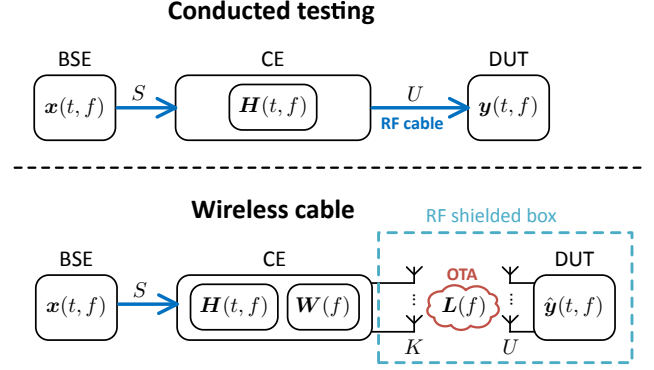 Conducted testing
BSE CE DUT
x(t, f) S H(t, f) U y(t, f)
RF cable
Wireless cable
RF shielded box
BSE CE DUT
OTA
x(t, f) S H(t, f) W(f) ⋮ L(f) ⋮ ŷ(t, f)
K U